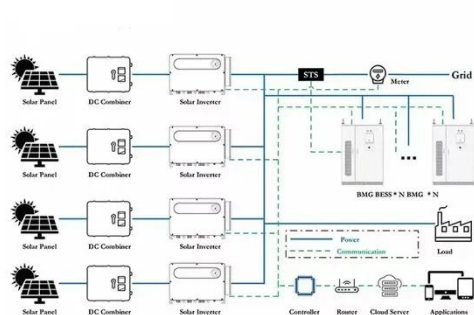 STS
Meter
Grid
Solar Panel DC Combiner Solar Inverter
Solar Panel DC Combiner Solar Inverter
BMG BESS * N BMG * N
Solar Panel DC Combiner Solar Inverter
Power
Communication
Load
Solar Panel DC Combiner Solar Inverter
Controller Router Cloud Server Applications